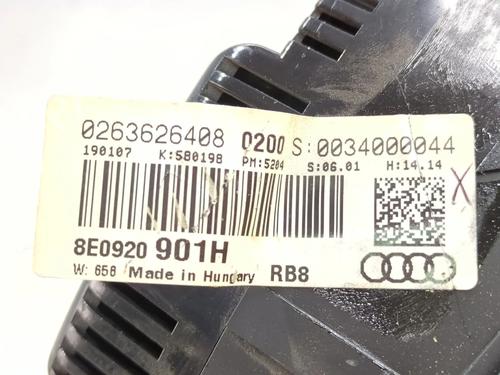 0263626408 0200 S:0034000044
190107 K:580198 PM:5204 S:06.01 H:14.14
X
8E0920 901H
W: 658 Made in Hungary RB8